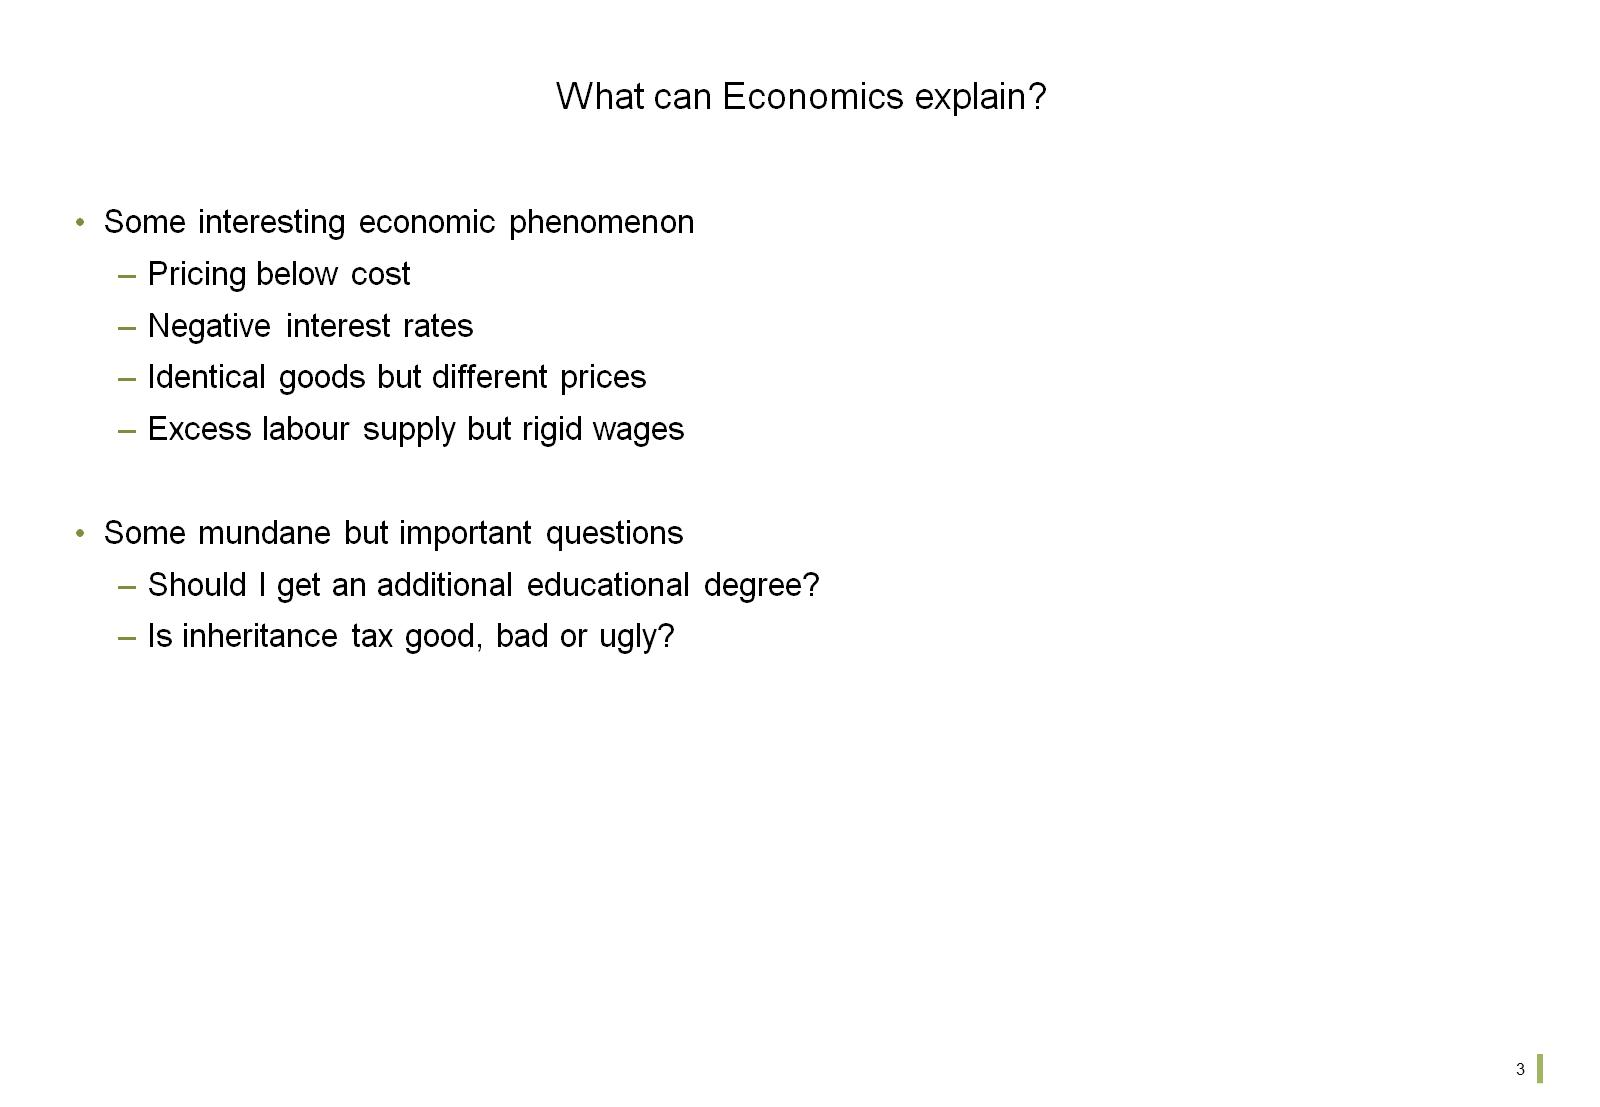 What can Economics explain?
• Some interesting economic phenomenon
– Pricing below cost
– Negative interest rates
– Identical goods but different prices
– Excess labour supply but rigid wages
• Some mundane but important questions
– Should I get an additional educational degree?
– Is inheritance tax good, bad or ugly?
3